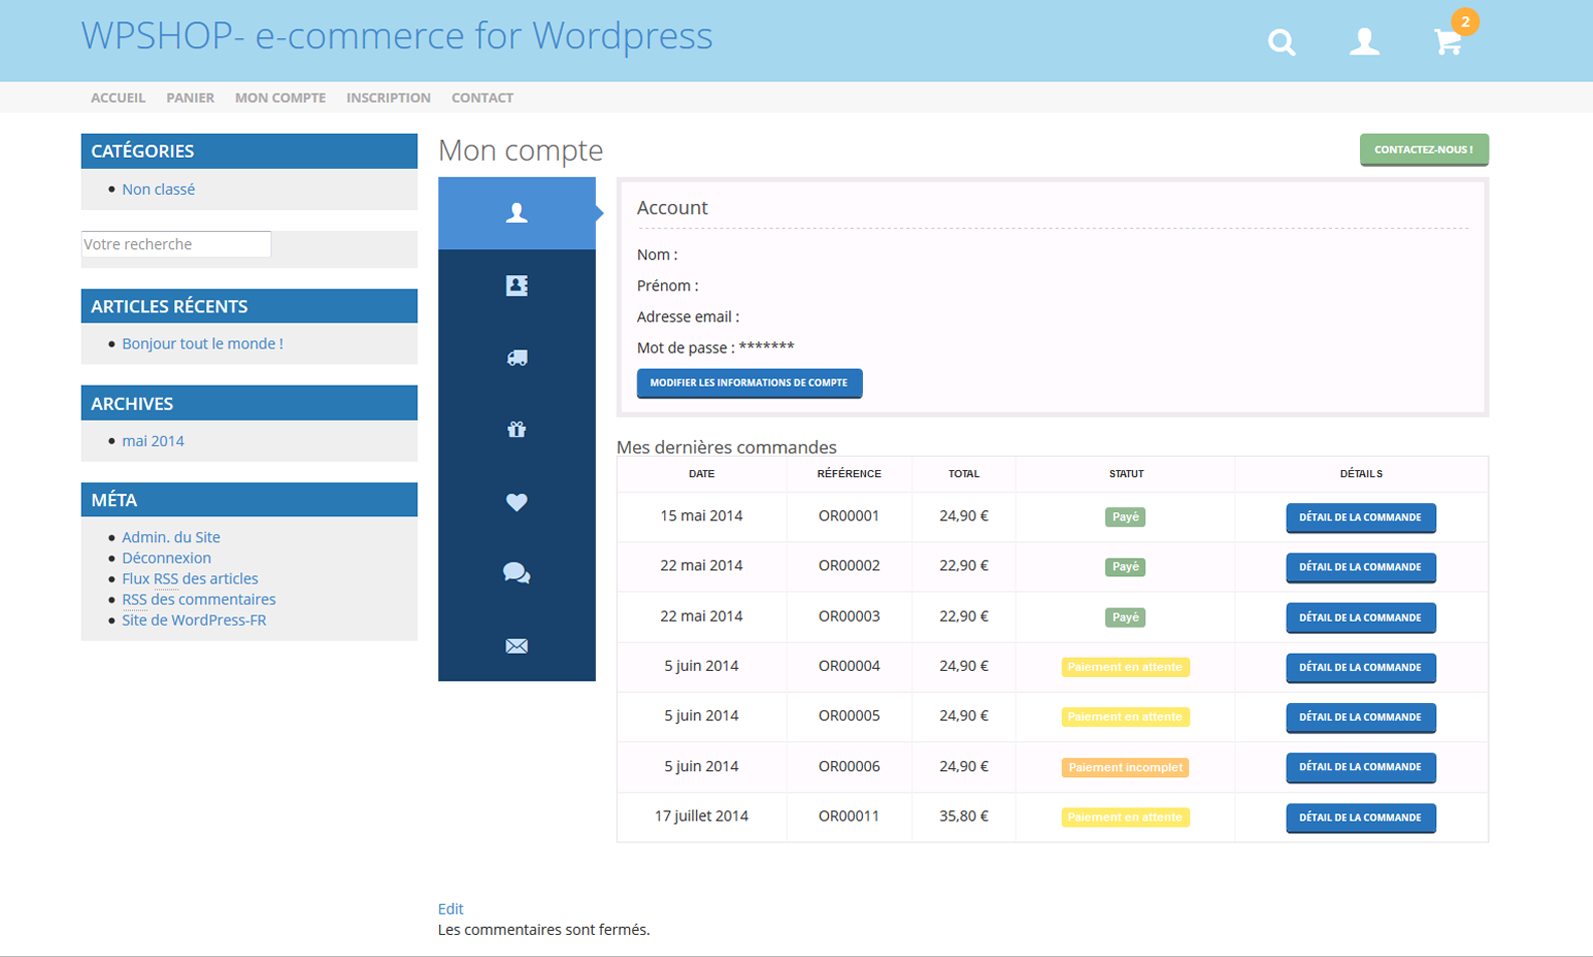 WPSHOP- e-commerce for Wordpress
2
ACCUEIL PANIER MON COMPTE INSCRIPTION CONTACT
CATÉGORIES
Non classé
Votre recherche
ARTICLES RÉCENTS
Bonjour tout le monde !
ARCHIVES
mai 2014
MÉTA
Admin. du Site
Déconnexion
Flux RSS des articles
RSS des commentaires
Site de WordPress-FR
Mon compte
CONTACTEZ-NOUS !
Account
Nom :
Prénom :
Adresse email :
Mot de passe : *******
MODIFIER LES INFORMATIONS DE COMPTE
Mes dernières commandes
DATE RÉFÉRENCE TOTAL STATUT DÉTAILS
15 mai 2014 OR00001 24,90 € Payé DÉTAIL DE LA COMMANDE
22 mai 2014 OR00002 22,90 € Payé DÉTAIL DE LA COMMANDE
22 mai 2014 OR00003 22,90 € Payé DÉTAIL DE LA COMMANDE
5 juin 2014 OR00004 24,90 € Paiement en attente DÉTAIL DE LA COMMANDE
5 juin 2014 OR00005 24,90 € Paiement en attente DÉTAIL DE LA COMMANDE
5 juin 2014 OR00006 24,90 € Paiement incomplet DÉTAIL DE LA COMMANDE
17 juillet 2014 OR00011 35,80 € Paiement en attente DÉTAIL DE LA COMMANDE
Edit
Les commentaires sont fermés.